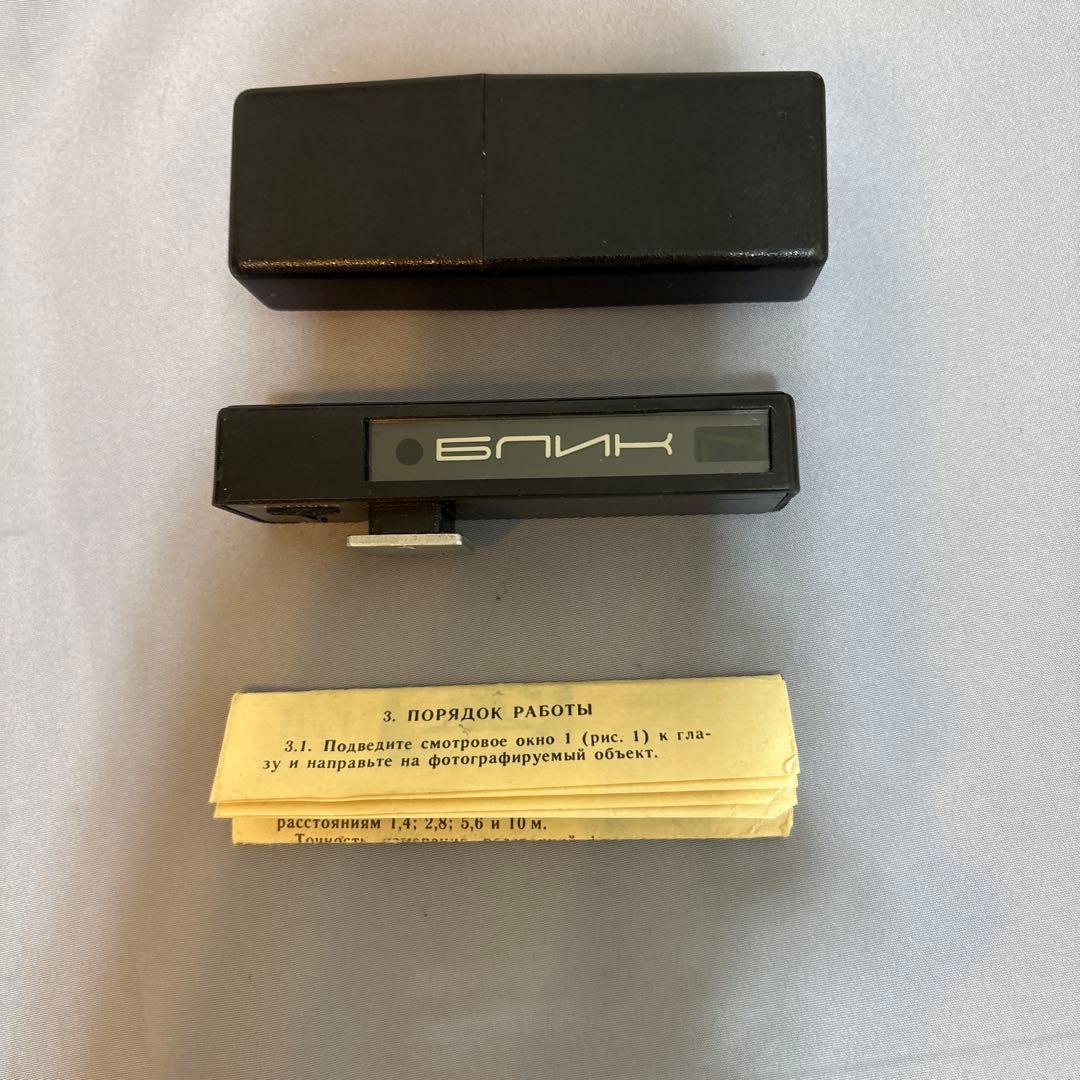 БЛИК
3. ПОРЯДОК РАБОТЫ
3.1. Подведите смотровое окно 1 (рис. 1) к гла-
зу и направьте на фотографируемый объект.
расстояниям 1,4; 2,8; 5,6 и 10 м.
Точность